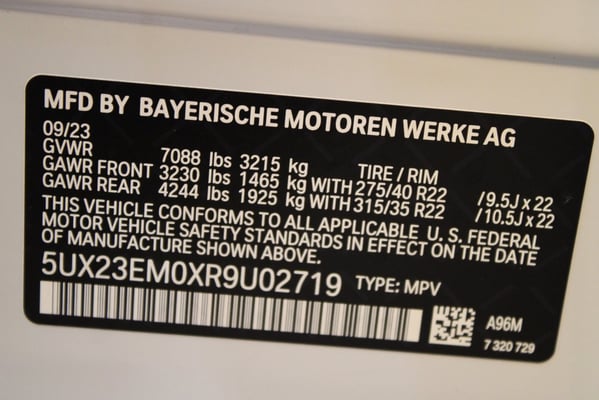 MFD BY BAYERISCHE MOTOREN WERKE AG
09/23
GVWR 7088 lbs 3215 kg TIRE / RIM
GAWR FRONT 3230 lbs 1465 kg WITH 275/40 R22 /9.5J x 22
GAWR REAR 4244 lbs 1925 kg WITH 315/35 R22 /10.5J x 22
THIS VEHICLE CONFORMS TO ALL APPLICABLE U.S. FEDERAL
MOTOR VEHICLE SAFETY STANDARDS IN EFFECT ON THE DATE
OF MANUFACTURE SHOWN ABOVE.
5UX23EM0XR9U02719 TYPE: MPV
A96M
7 320 729